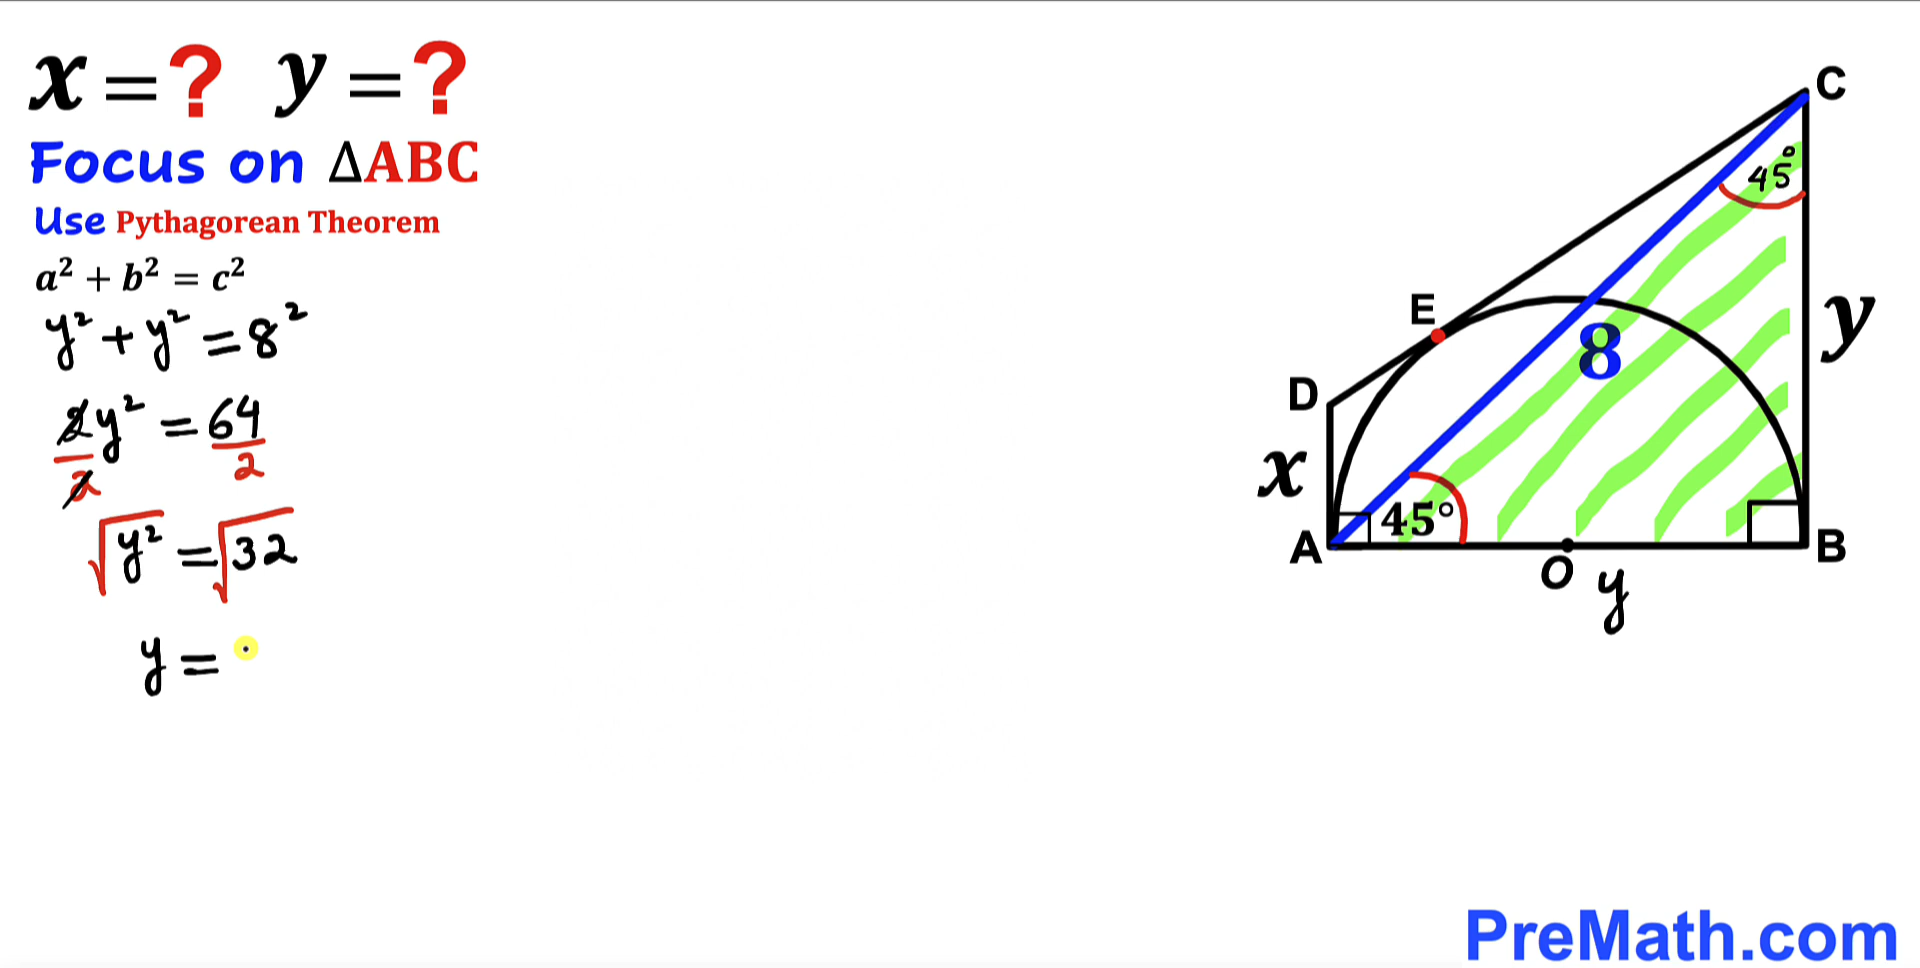 x=? y=?
Focus on ΔABC
Use Pythagorean Theorem
a² + b² = c²
y² + y² = 8²
2y² = 64
2 2
√y² = √32
y =
C
45°
E
y
8
D
x
45°
A
B
O
y
PreMath.com